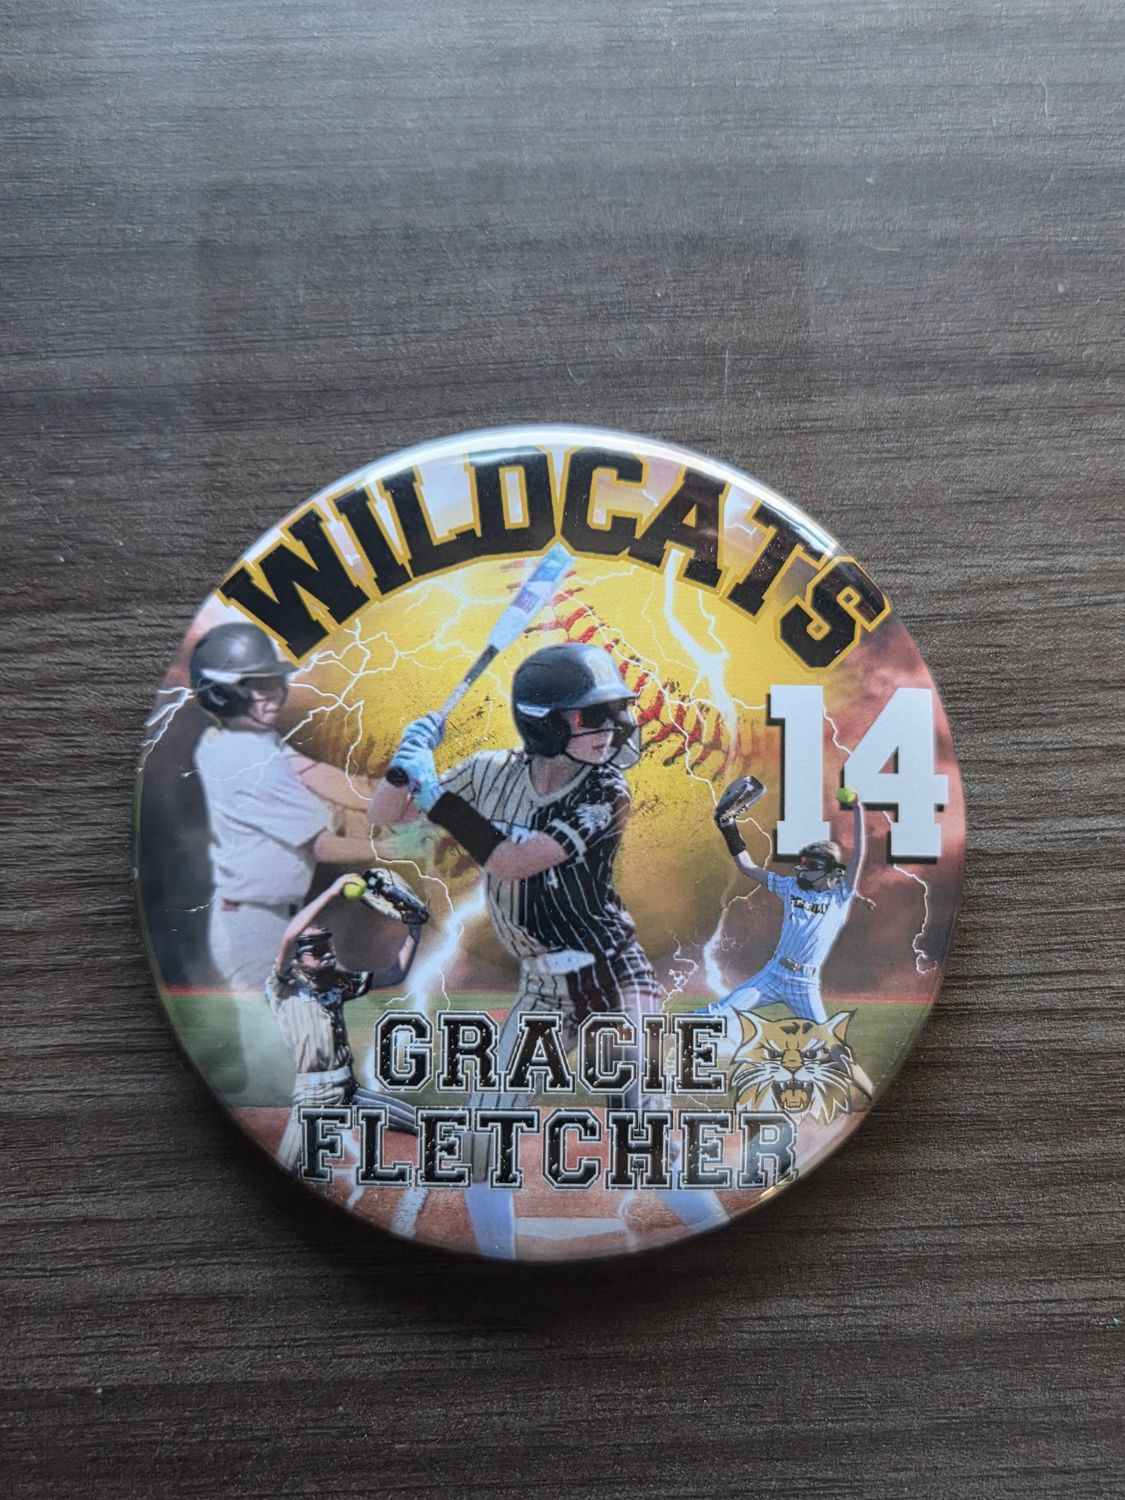 WILDCATS
14
GRACIE
FLETCHER